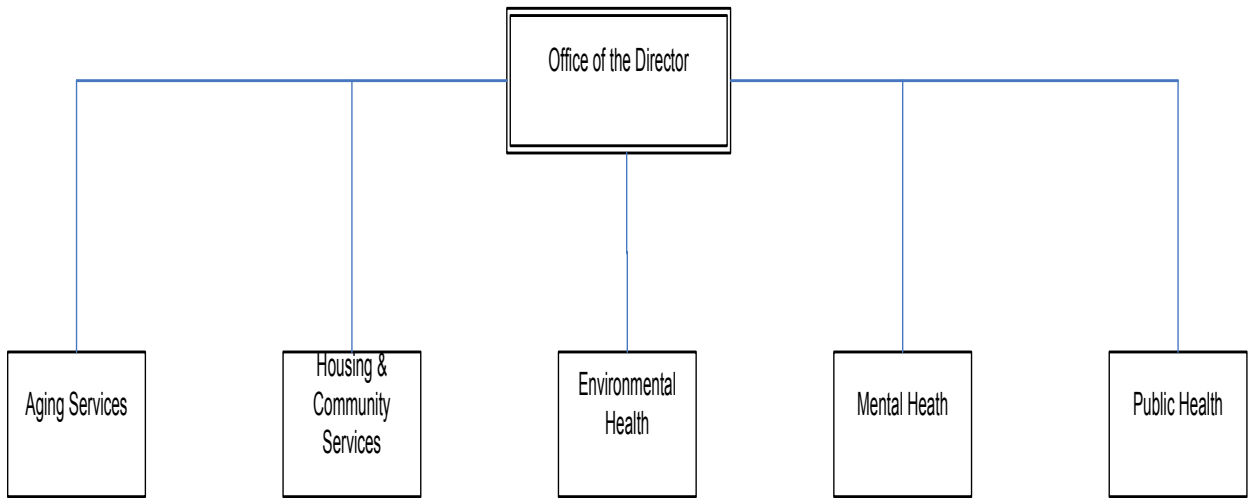 Office of the Director
Aging Services
Housing &
Community
Services
Environmental
Health
Mental Heath
Public Health